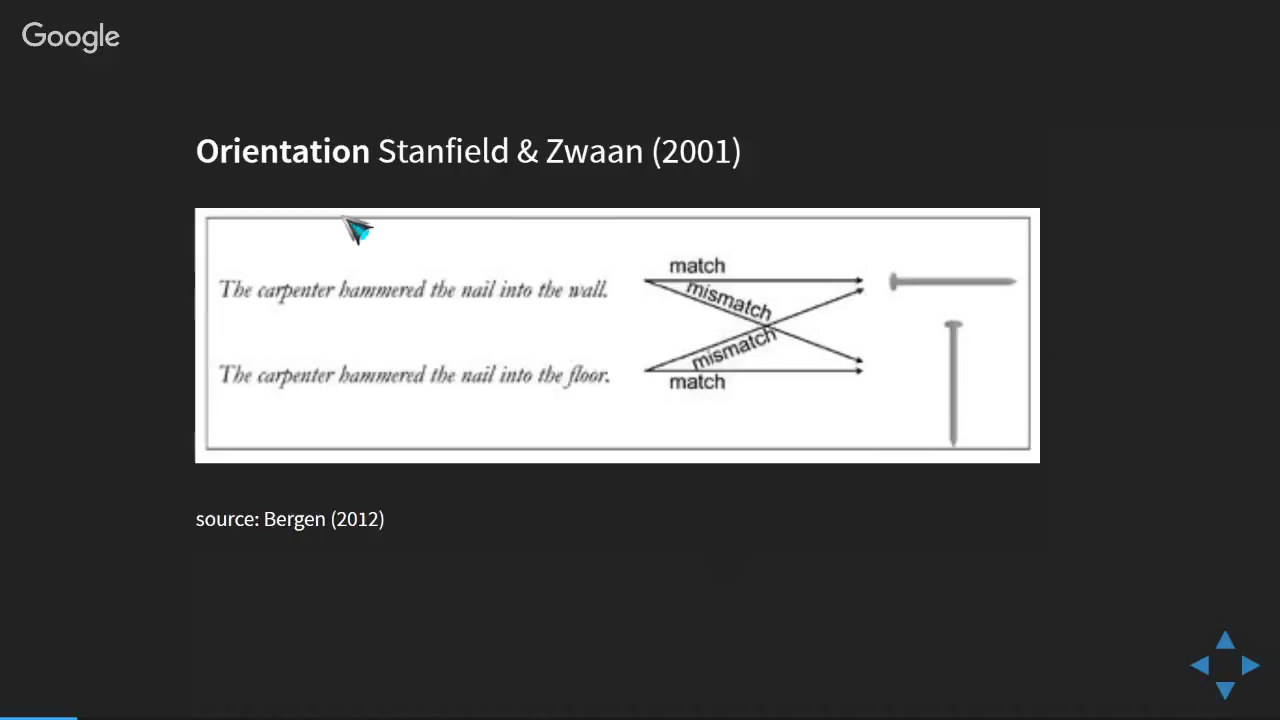 Google
Orientation Stanfield & Zwaan (2001)
The carpenter hammered the nail into the wall.
match
mismatch
mismatch
The carpenter hammered the nail into the floor.
match
source: Bergen (2012)